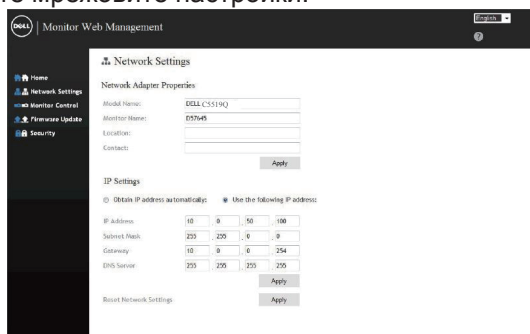 то мрежовите настройки.
DELL Monitor Web Management
English
Home
Network Settings
Monitor Control
Firmware Update
Security
Network Settings
Network Adapter Properties
Model Name: DELL C5519Q
Monitor Name: D57645
Location:
Contact:
Apply
IP Settings
Obtain IP address automatically: Use the following IP address:
IP Address 10 . 0 . 50 . 100
Subnet Mask 255 . 255 . 0 . 0
Gateway 10 . 0 . 0 . 254
DNS Server 255 . 255 . 255 . 255
Apply
Reset Network Settings Apply